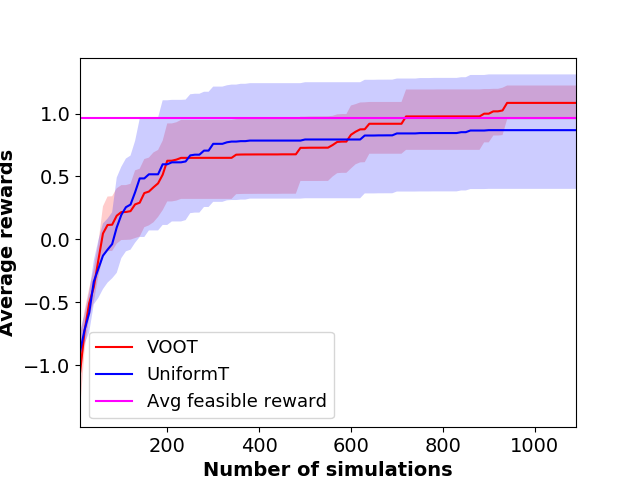 1.0
0.5
0.0
−0.5
−1.0
Average rewards
VOOT
UniformT
Avg feasible reward
200 400 600 800 1000
Number of simulations